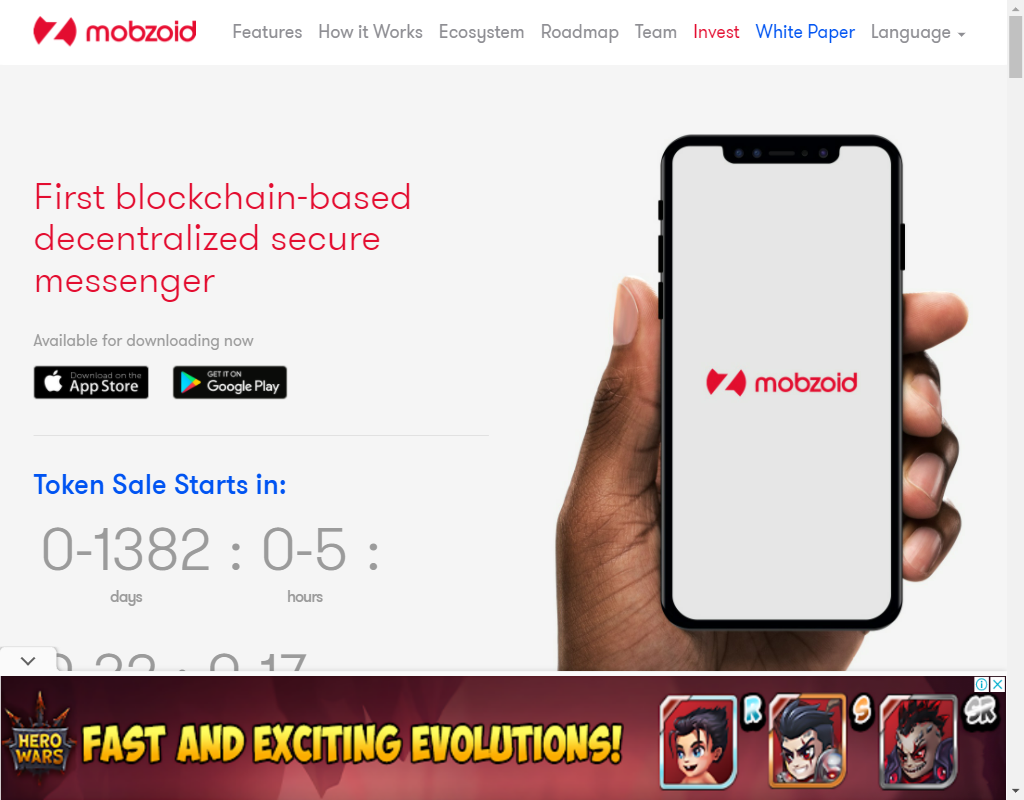 mobzoid Features How it Works Ecosystem Roadmap Team Invest White Paper Language
First blockchain-based
decentralized secure
messenger
Available for downloading now
Download on the
App Store
GET IT ON
Google Play
mobzoid
Token Sale Starts in:
0-1382 : 0-5 :
days hours
HERO
WARS
FAST AND EXCITING EVOLUTIONS!
R S SR